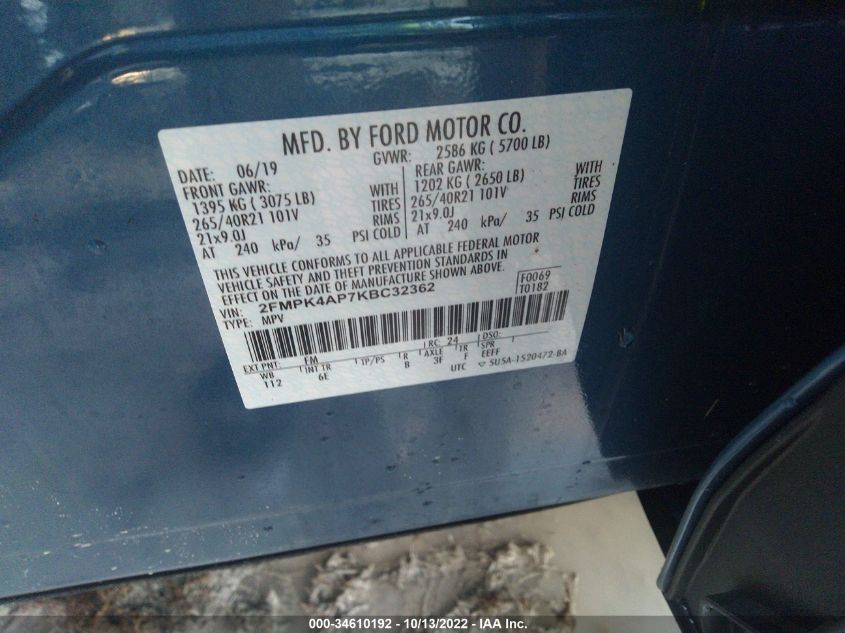 MFD. BY FORD MOTOR CO.
DATE: 06/19 GVWR: 2586 KG ( 5700 LB)
FRONT GAWR: REAR GAWR:
1395 KG ( 3075 LB) WITH 1202 KG ( 2650 LB) WITH
265/40R21 101V TIRES 265/40R21 101V TIRES
21x9.0J RIMS 21x9.0J RIMS
AT 240 kPa/ 35 PSI COLD AT 240 kPa/ 35 PSI COLD
THIS VEHICLE CONFORMS TO ALL APPLICABLE FEDERAL MOTOR
VEHICLE SAFETY AND THEFT PREVENTION STANDARDS IN
EFFECT ON THE DATE OF MANUFACTURE SHOWN ABOVE.
VIN: 2FMPK4AP7KBC32362 F0069
TYPE: MPV T0182
EXT PNT: FM RC: 24 DSO:
WB INT TR TP/PS R AXLE TR SPR
112 6E B 3F F EEFF
UTC ▽ 5U5A-1520472-BA
000-34610192 - 10/13/2022 - IAA Inc.